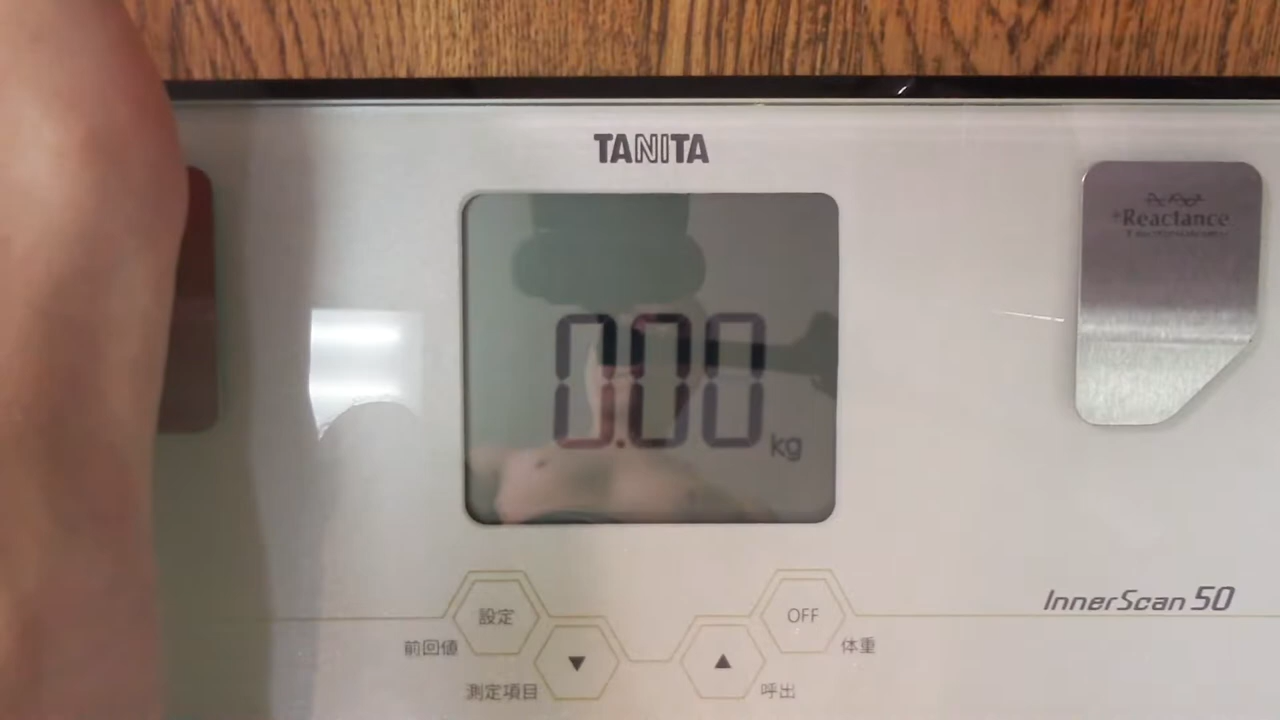 TANITA
Reactance
0.00 kg
InnerScan 50
設定
OFF
前回値
体重
▼
▲
測定項目
呼出